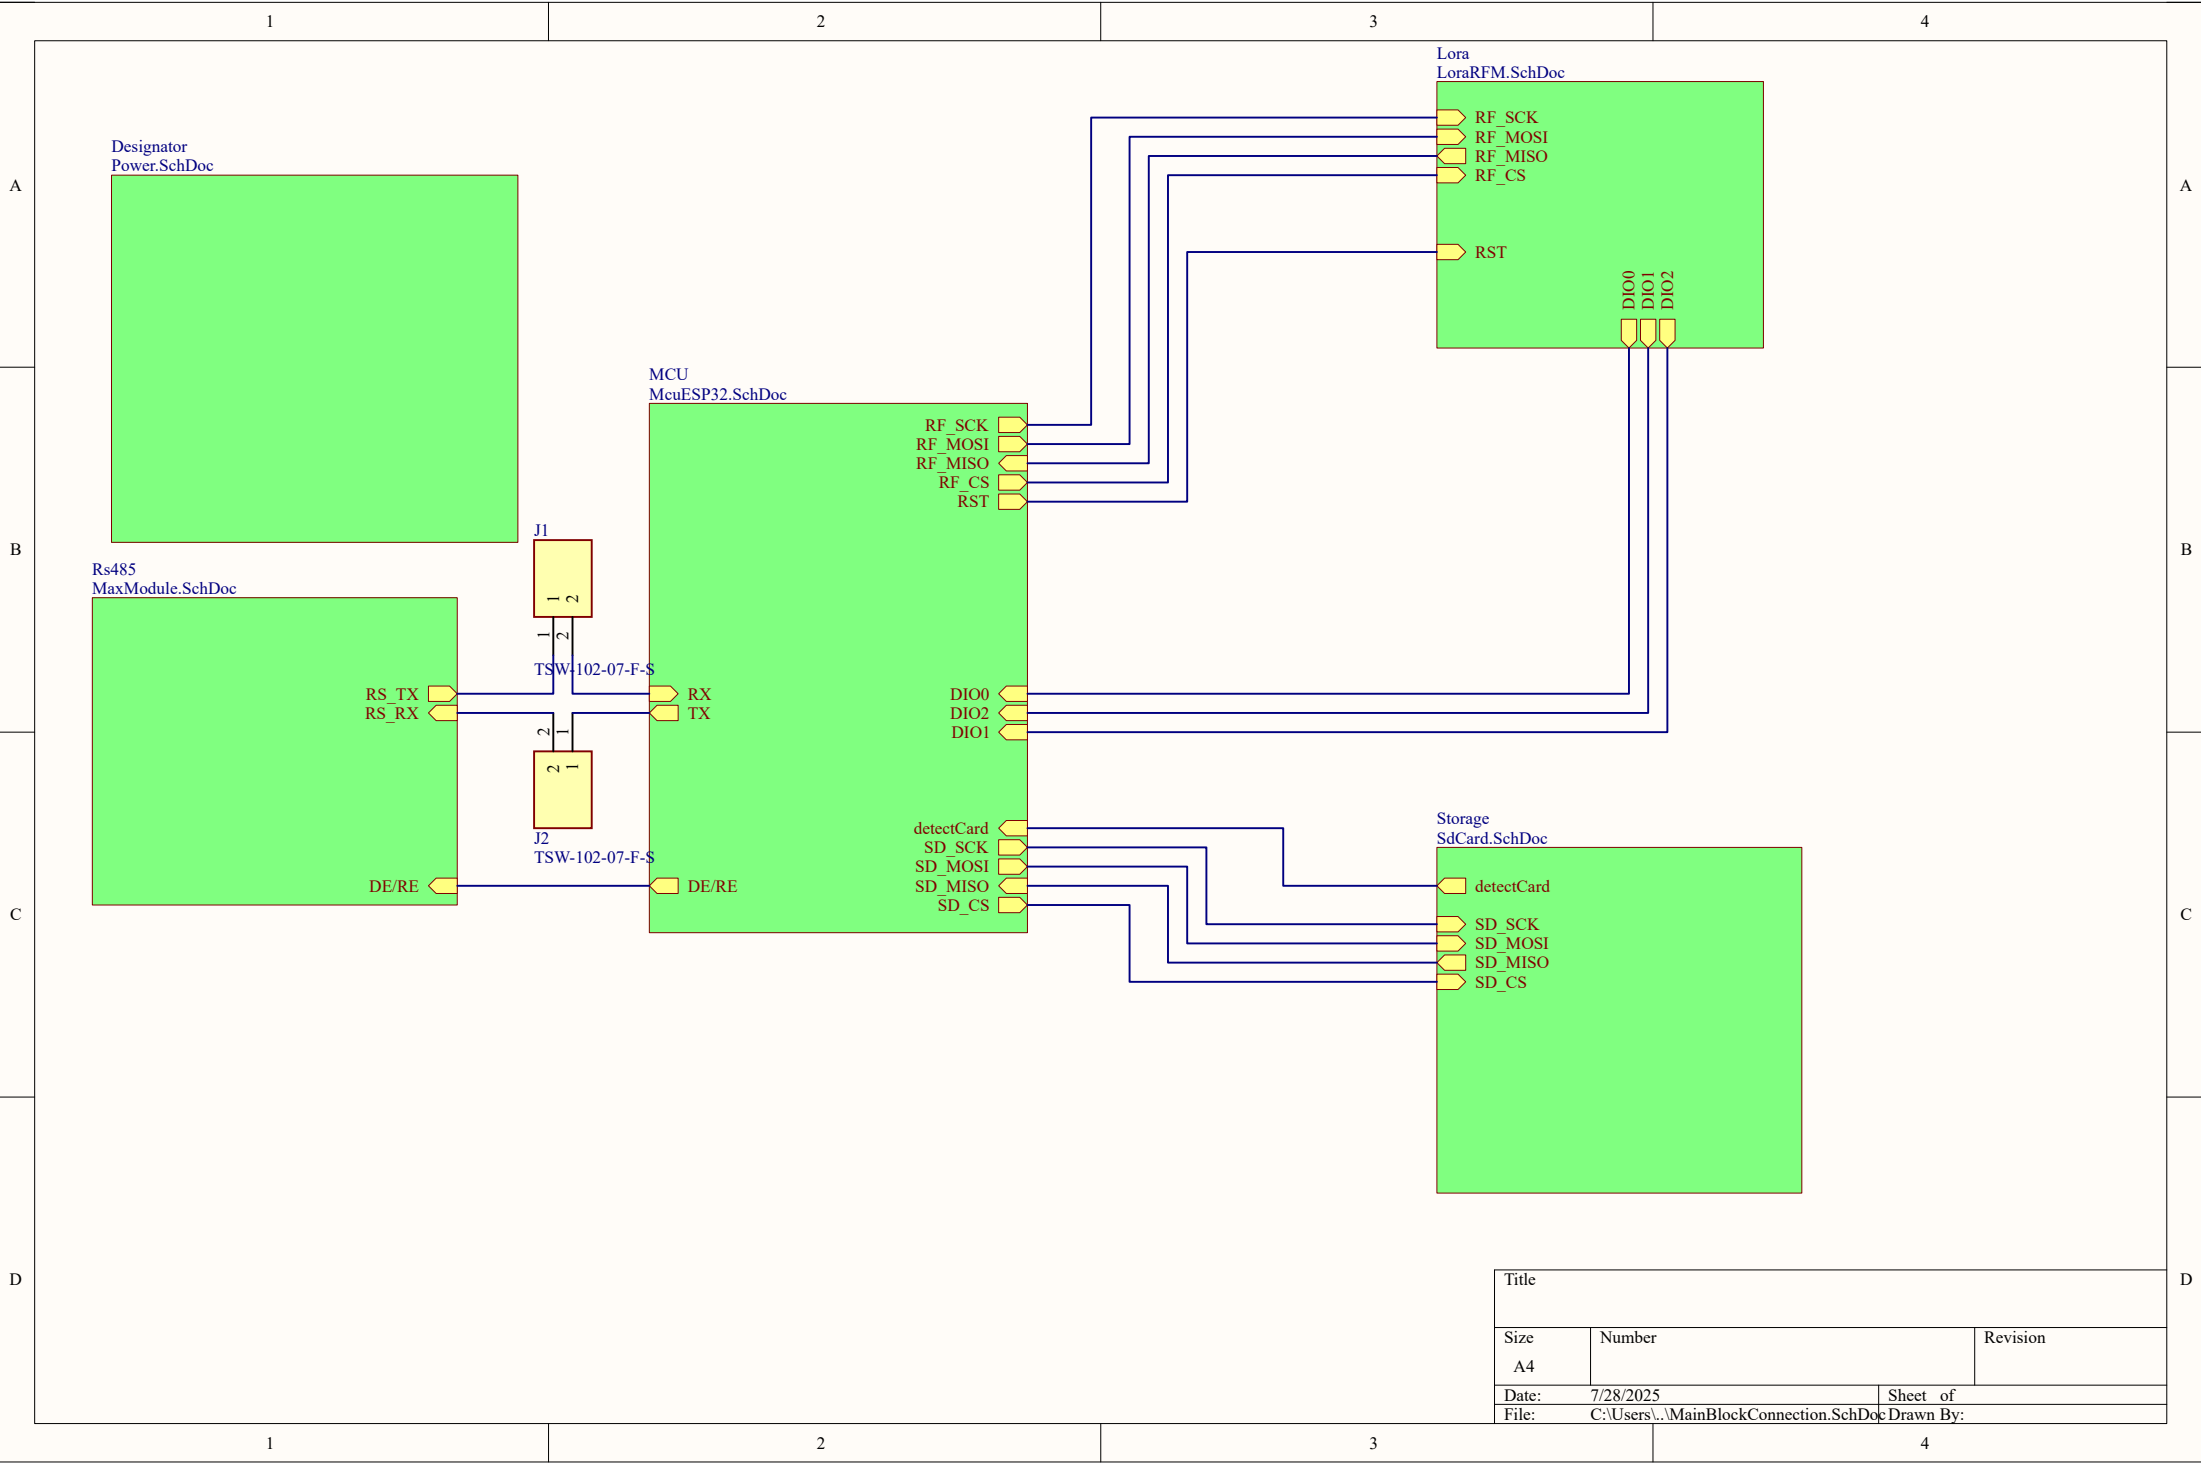 1 2 3 4
A A
B B
C C
D D
Designator
Power.SchDoc
Lora
LoraRFM.SchDoc
RF_SCK
RF_MOSI
RF_MISO
RF_CS
RST
DIO0
DIO1
DIO2
MCU
McuESP32.SchDoc
RF_SCK
RF_MOSI
RF_MISO
RF_CS
RST
RX
TX
DE/RE
DIO0
DIO2
DIO1
detectCard
SD_SCK
SD_MOSI
SD_MISO
SD_CS
J1
1 2
1 2
TSW-102-07-F-S
2 1
2 1
J2
TSW-102-07-F-S
Rs485
MaxModule.SchDoc
RS_TX
RS_RX
DE/RE
Storage
SdCard.SchDoc
detectCard
SD_SCK
SD_MOSI
SD_MISO
SD_CS
Title
Size Number Revision
A4
Date: 7/28/2025 Sheet of
File: C:\Users\..\MainBlockConnection.SchDoc Drawn By:
1 2 3 4